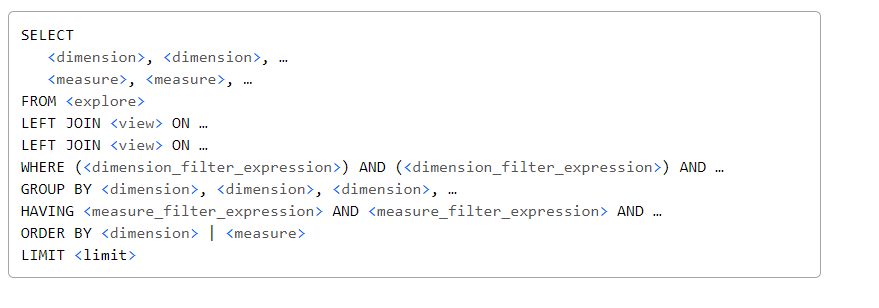 SELECT
   <dimension>, <dimension>, …
   <measure>, <measure>, …
FROM <explore>
LEFT JOIN <view> ON …
LEFT JOIN <view> ON …
WHERE (<dimension_filter_expression>) AND (<dimension_filter_expression>) AND …
GROUP BY <dimension>, <dimension>, <dimension>, …
HAVING <measure_filter_expression> AND <measure_filter_expression> AND …
ORDER BY <dimension> | <measure>
LIMIT <limit>